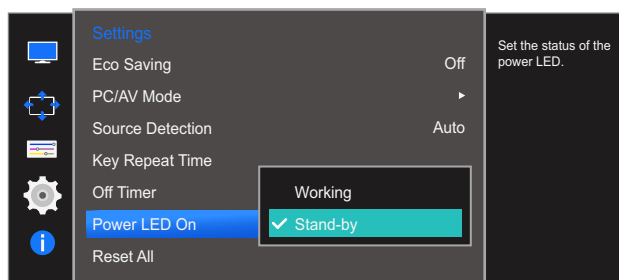 Settings
Eco Saving Off
PC/AV Mode
Source Detection Auto
Key Repeat Time
Off Timer
Power LED On
Reset All
Working
Stand-by
Set the status of the
power LED.